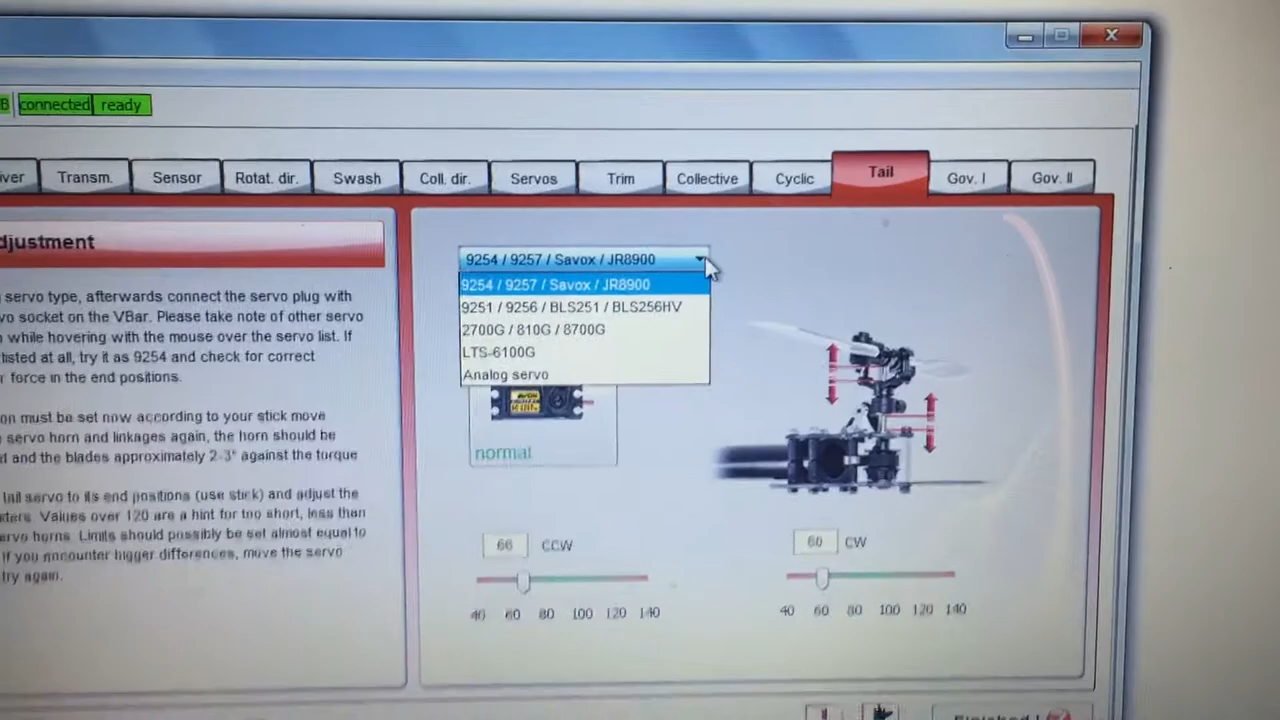 B connected ready
iver Transm. Sensor Rotat. dir. Swash Coll. dir. Servos Trim Collective Cyclic Tail Gov. I Gov. II
djustment
servo type, afterwards connect the servo plug with
vo socket on the VBar. Please take note of other servo
while hovering with the mouse over the servo list. If
listed at all, try it as 9254 and check for correct
r force in the end positions.
on must be set now according to your stick move
servo horn and linkages again, the horn should be
and the blades approximately 2-3° against the torque
tail servo to its end positions (use stick) and adjust the
Values over 120 are a hint for too short, less than
ervo horns. Limits should possibly be set almost equal to
if you encounter bigger differences, move the servo
try again.
9254 / 9257 / Savox / JR8900
9254 / 9257 / Savox / JR8900
9251 / 9256 / BLS251 / BLS256HV
2700G / 810G / 8700G
LTS-6100G
Analog servo
normal
66 CCW
40 60 80 100 120 140
60 CW
40 60 80 100 120 140